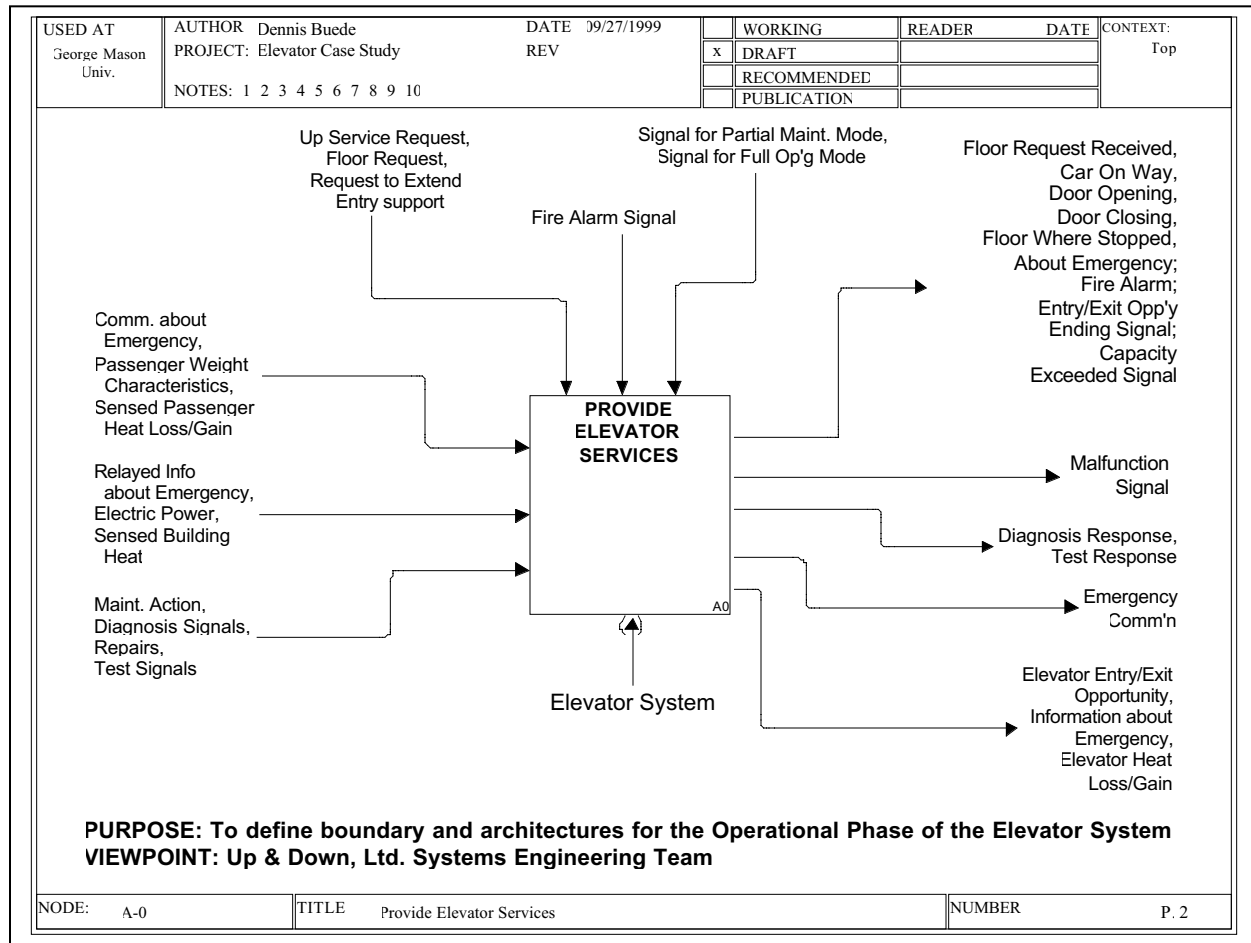 USED AT
George Mason
Univ.
AUTHOR Dennis Buede
PROJECT: Elevator Case Study
NOTES: 1 2 3 4 5 6 7 8 9 10
DATE 09/27/1999
REV
WORKING
x DRAFT
RECOMMENDED
PUBLICATION
READER DATE
CONTEXT:
Top
Up Service Request,
Floor Request,
Request to Extend
Entry support
Fire Alarm Signal
Signal for Partial Maint. Mode,
Signal for Full Op'g Mode
Floor Request Received,
Car On Way,
Door Opening,
Door Closing,
Floor Where Stopped,
About Emergency;
Fire Alarm;
Entry/Exit Opp'y
Ending Signal;
Capacity
Exceeded Signal
Comm. about
Emergency,
Passenger Weight
Characteristics,
Sensed Passenger
Heat Loss/Gain
Relayed Info
about Emergency,
Electric Power,
Sensed Building
Heat
Maint. Action,
Diagnosis Signals,
Repairs,
Test Signals
PROVIDE
ELEVATOR
SERVICES
A0
Malfunction
Signal
Diagnosis Response,
Test Response
Emergency
Comm'n
Elevator Entry/Exit
Opportunity,
Information about
Emergency,
Elevator Heat
Loss/Gain
Elevator System
PURPOSE: To define boundary and architectures for the Operational Phase of the Elevator System
VIEWPOINT: Up & Down, Ltd. Systems Engineering Team
NODE: A-0
TITLE Provide Elevator Services
NUMBER P. 2